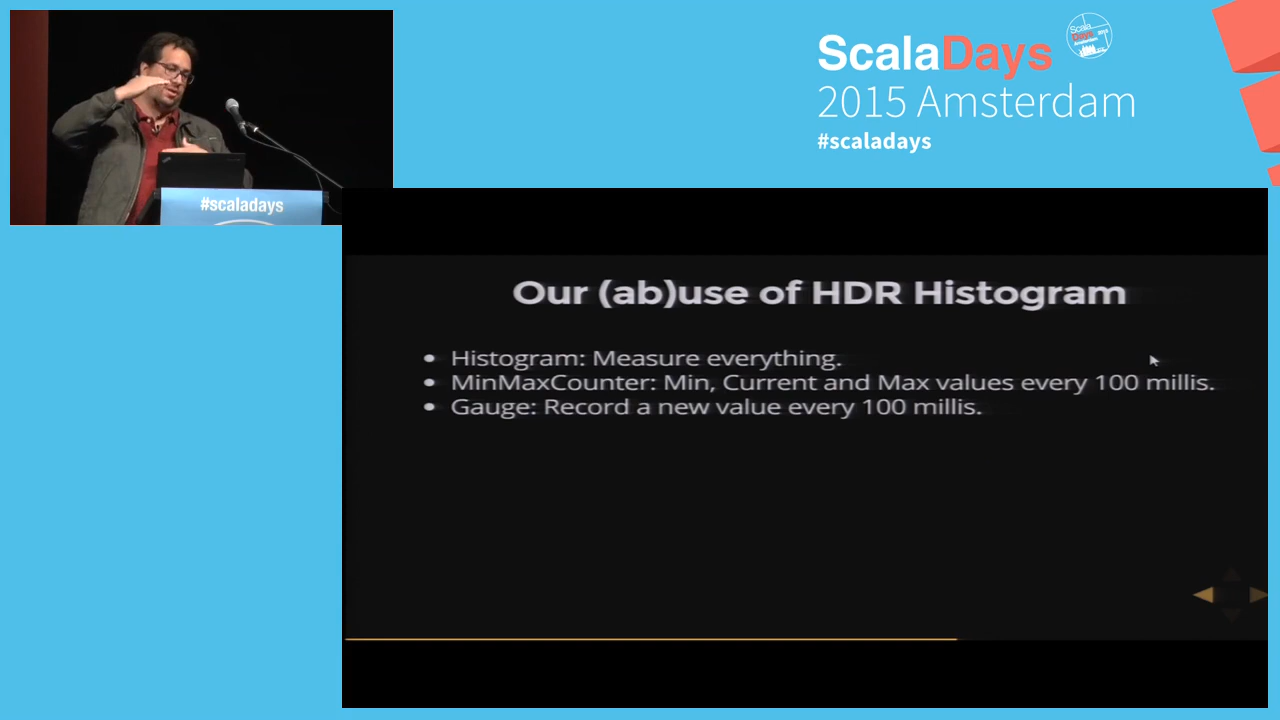 ScalaDays
2015 Amsterdam
#scaladays
#scaladays
Our (ab)use of HDR Histogram
• Histogram: Measure everything.
• MinMaxCounter: Min, Current and Max values every 100 millis.
• Gauge: Record a new value every 100 millis.